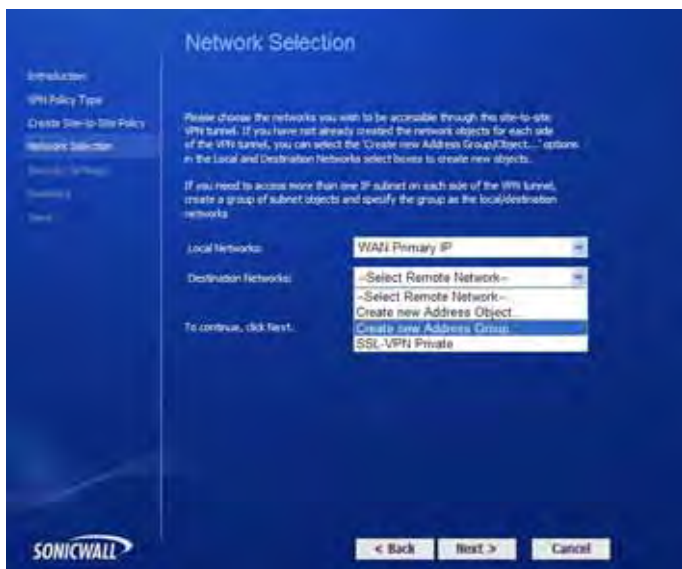 Network Selection
Introduction
VPN Policy Type
Create Site-to-Site Policy
Network Selection
Security Settings
Summary
Please choose the networks you wish to be accessible through this site-to-site
VPN tunnel. If you have not already created the network objects for each side
of the VPN tunnel, you can select the 'Create new Address Group/Object...' options
in the Local and Destination Networks select boxes to create new objects.
If you need to access more than one IP subnet on each side of the VPN tunnel,
create a group of subnet objects and specify the group as the local/destination
networks
Local Networks:
WAN Primary IP
Destination Networks:
--Select Remote Network--
--Select Remote Network--
Create new Address Object...
Create new Address Group...
SSL-VPN Private
To continue, click Next.
SONICWALL
< Back
Next >
Cancel